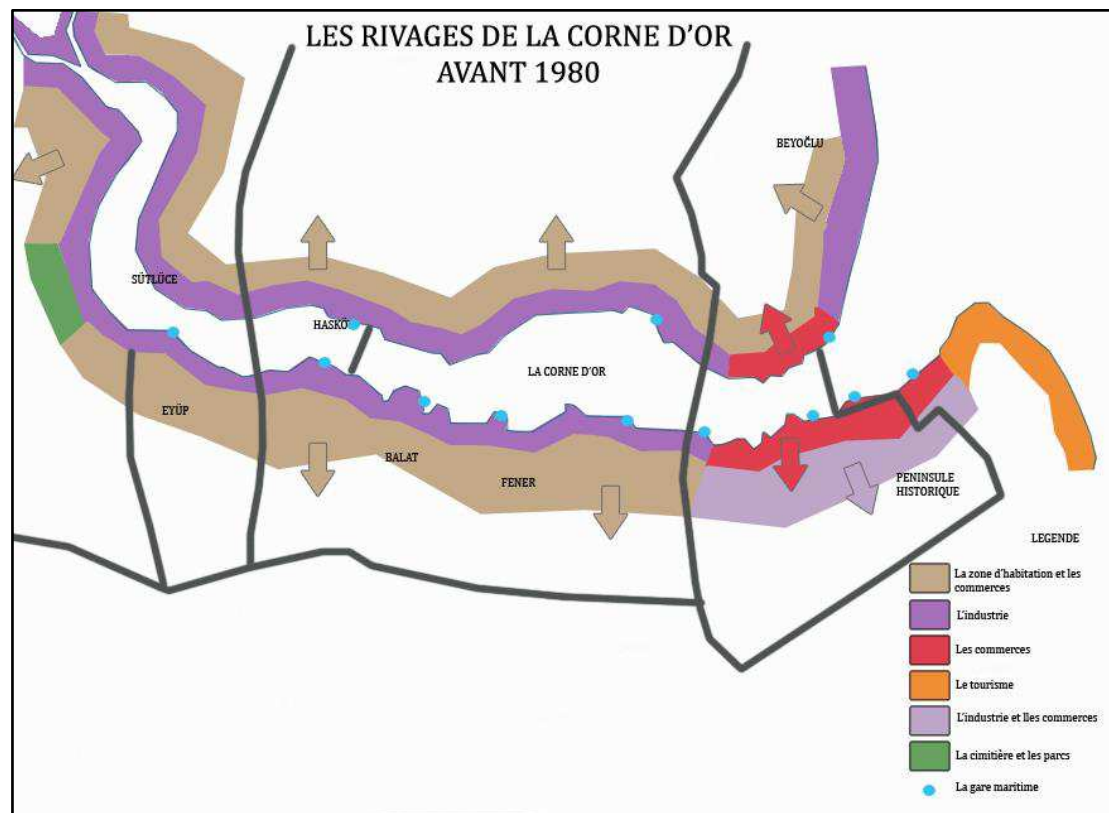 LES RIVAGES DE LA CORNE D'OR
AVANT 1980
BEYOĞLU
SÜTLÜCE
HASKÖ
LA CORNE D'OR
EYÜP
BALAT
FENER
PENINSULE
HISTORIQUE
LEGENDE
La zone d'habitation et les
commerces
L'industrie
Les commerces
Le tourisme
L'industrie et lles commerces
La cimitière et les parcs
La gare maritime